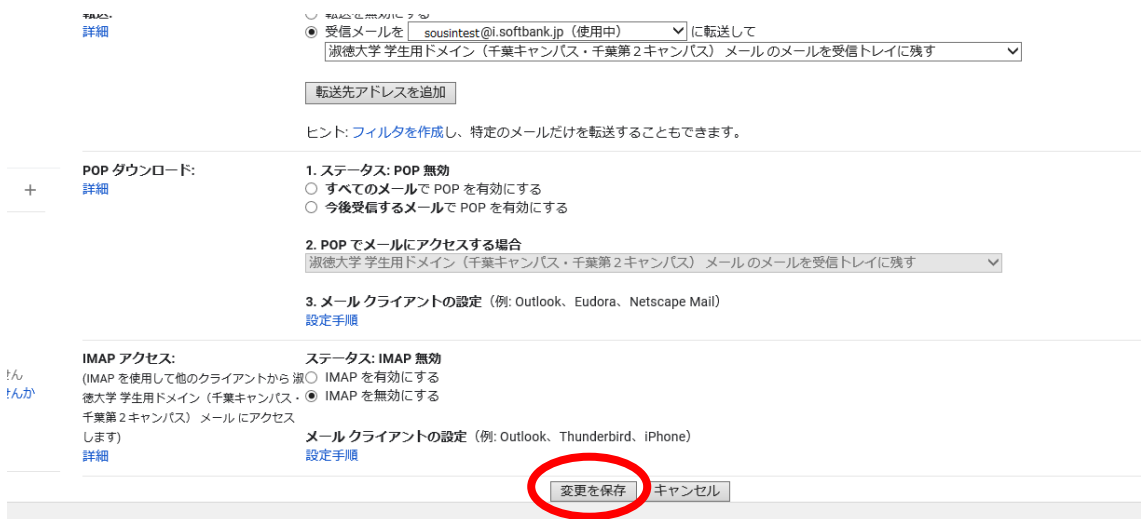 転送: ○ 転送を無効にする
詳細 受信メールを sousintest@i.softbank.jp（使用中） に転送して
淑徳大学 学生用ドメイン（千葉キャンパス・千葉第２キャンパス） メール のメールを受信トレイに残す
転送先アドレスを追加
ヒント: フィルタを作成し、特定のメールだけを転送することもできます。
POP ダウンロード: 1. ステータス: POP 無効
+ 詳細 すべてのメールで POP を有効にする
今後受信するメールで POP を有効にする
2. POP でメールにアクセスする場合
淑徳大学 学生用ドメイン（千葉キャンパス・千葉第２キャンパス） メール のメールを受信トレイに残す
3. メール クライアントの設定（例: Outlook、Eudora、Netscape Mail）
設定手順
IMAP アクセス: ステータス: IMAP 無効
せん (IMAP を使用して他のクライアントから 淑 IMAP を有効にする
せんか 徳大学 学生用ドメイン（千葉キャンパス・ IMAP を無効にする
千葉第２キャンパス） メール にアクセス
します) メール クライアントの設定（例: Outlook、Thunderbird、iPhone）
詳細 設定手順
変更を保存 キャンセル